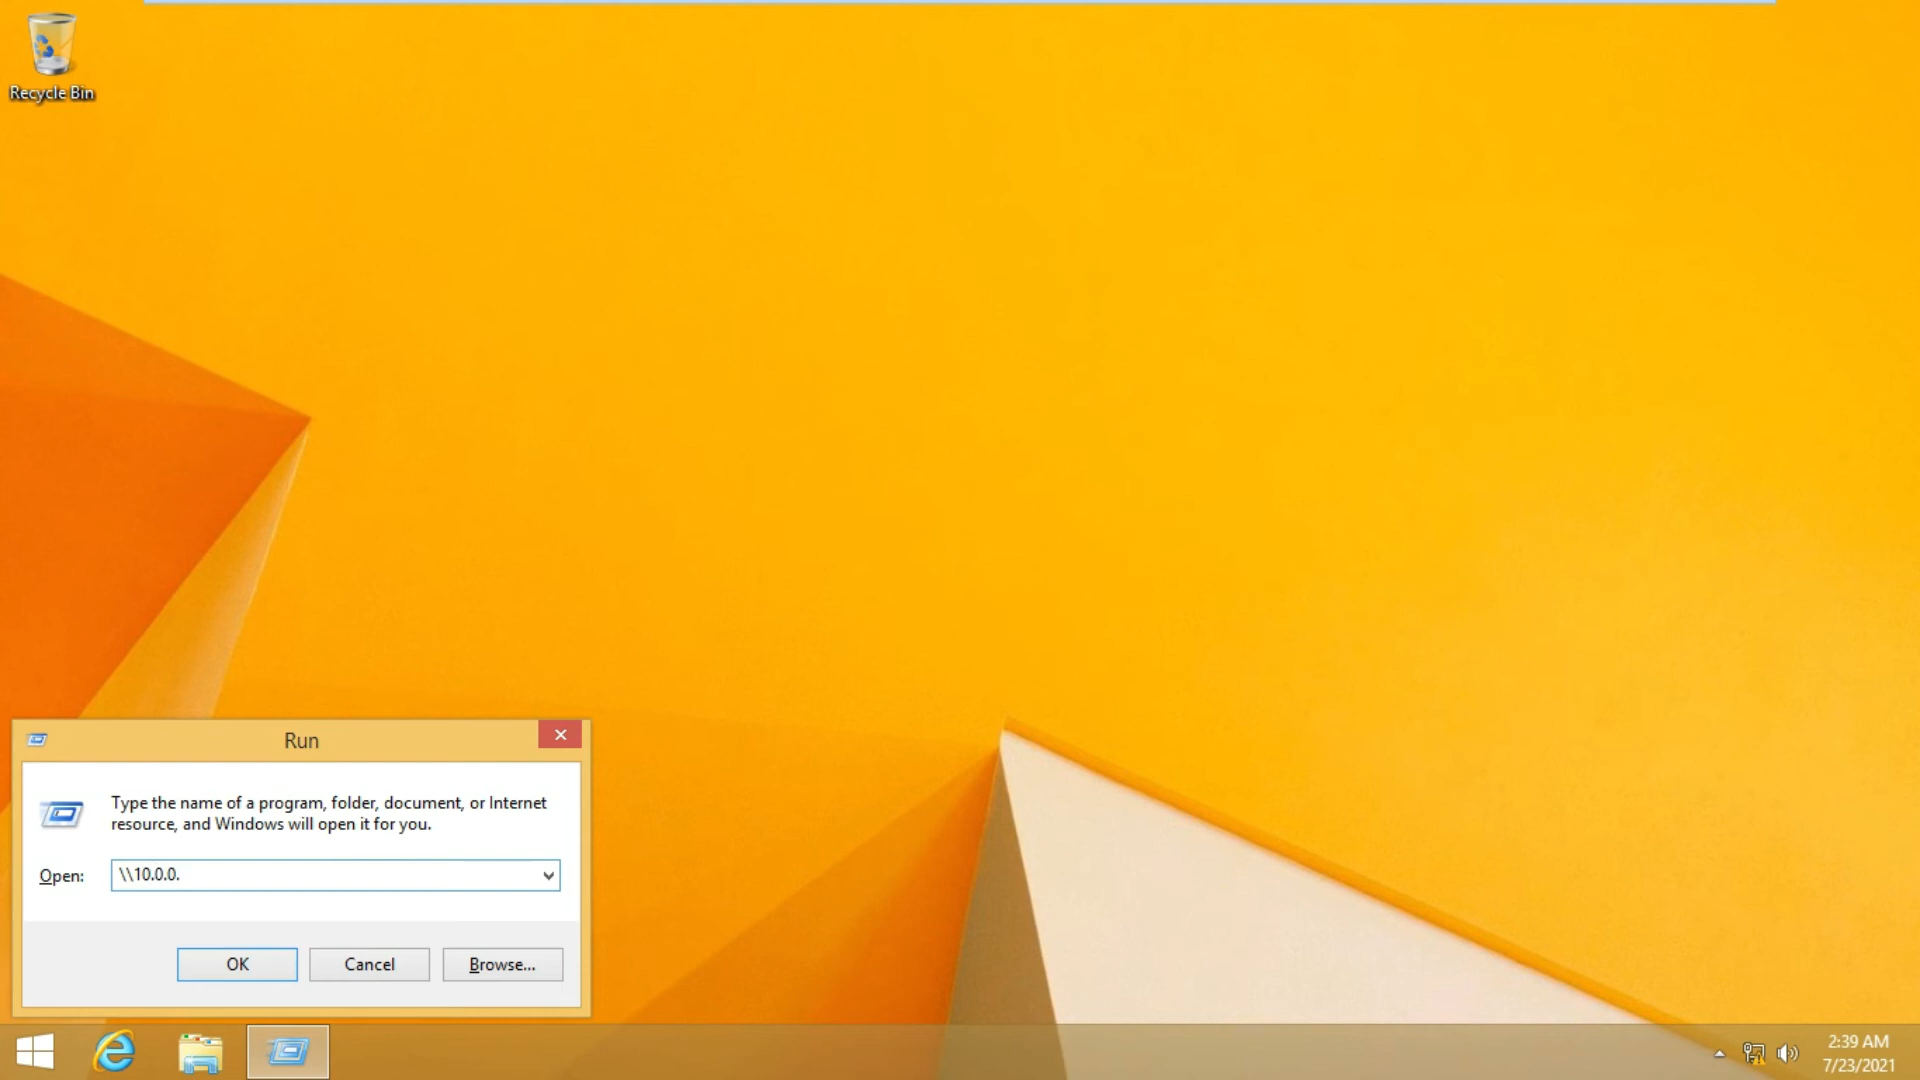 Recycle Bin
Run
Type the name of a program, folder, document, or Internet
resource, and Windows will open it for you.
Open:
\\10.0.0.
OK
Cancel
Browse...
2:39 AM
7/23/2021